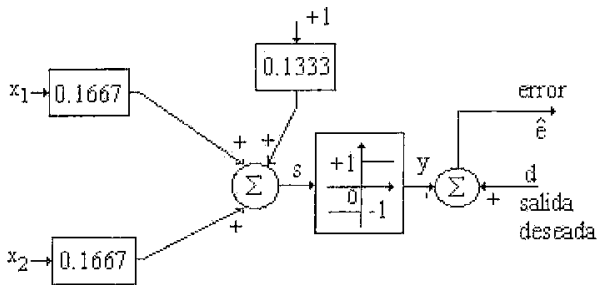 +1
0.1333
x1
0.1667
+
+
Σ
s
+1
0
-1
y
-
Σ
error
ê
d
+
salida
deseada
+
x2
0.1667